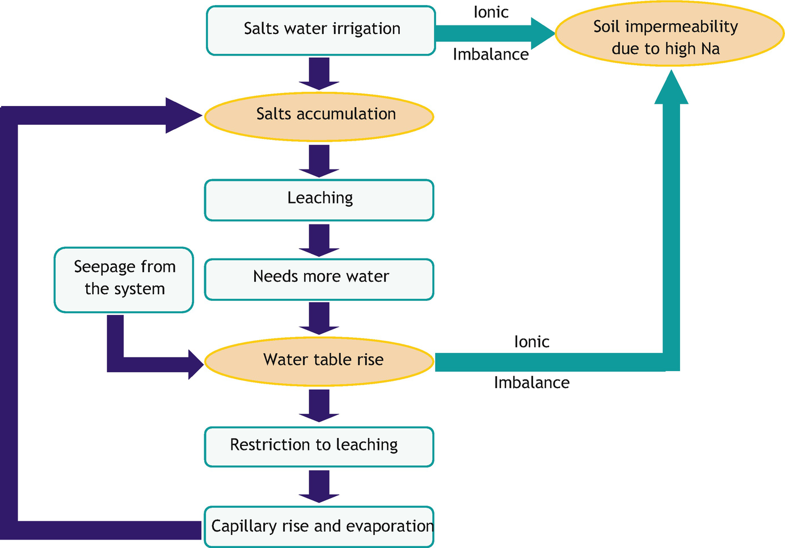 Salts water irrigation
Ionic
Imbalance
Soil impermeability
due to high Na
Salts accumulation
Leaching
Seepage from
the system
Needs more water
Water table rise
Ionic
Imbalance
Restriction to leaching
Capillary rise and evaporation